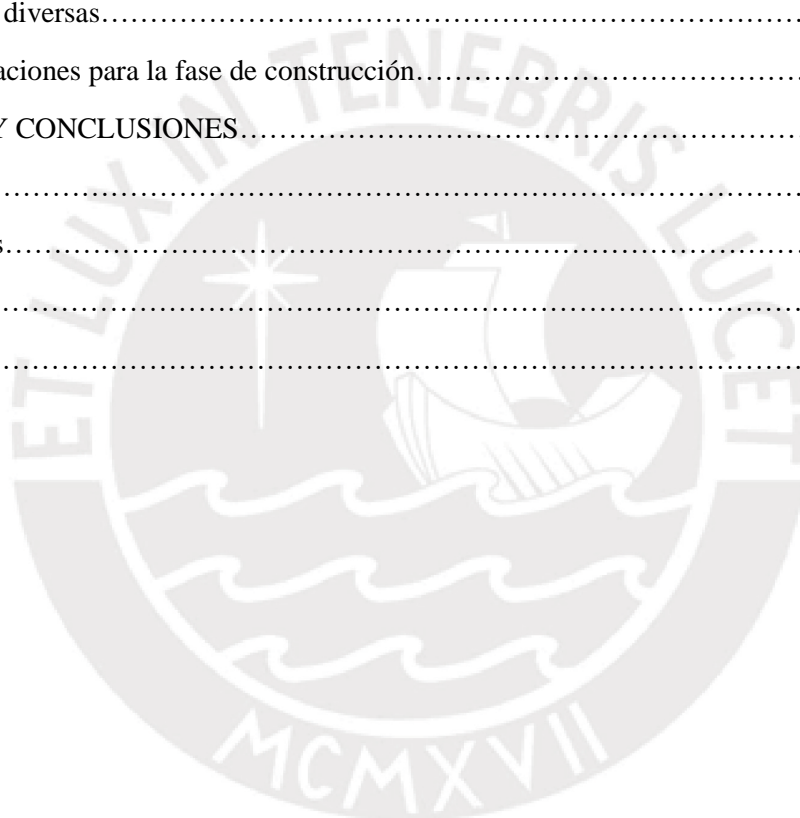 diversas……………………………………………………………………
aciones para la fase de construcción……………………………………
Y CONCLUSIONES………………………………………………………
………………………………………………………………………………
s……………………………………………………………………………
………………………………………………………………………………
………………………………………………………………………………
ET LUX IN TENEBRIS LUCET
MCMXVII